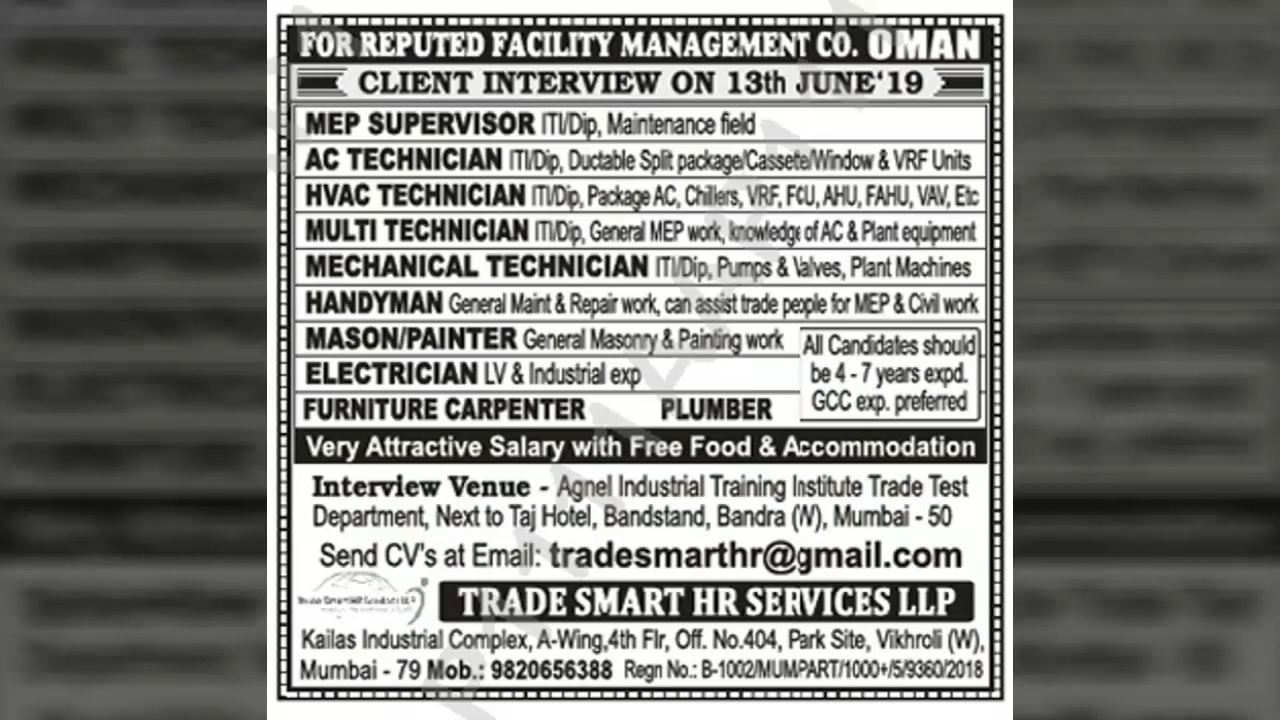 FOR REPUTED FACILITY MANAGEMENT CO. OMAN
CLIENT INTERVIEW ON 13th JUNE'19
MEP SUPERVISOR ITI/Dip, Maintenance field
AC TECHNICIAN ITI/Dip, Ductable Split package/Cassete/Window & VRF Units
HVAC TECHNICIAN ITI/Dip, Package AC, Chillers, VRF, FCU, AHU, FAHU, VAV, Etc
MULTI TECHNICIAN ITI/Dip, General MEP work, knowledge of AC & Plant equipment
MECHANICAL TECHNICIAN ITI/Dip, Pumps & Valves, Plant Machines
HANDYMAN General Maint & Repair work, can assist trade people for MEP & Civil work
MASON/PAINTER General Masonry & Painting work
ELECTRICIAN LV & Industrial exp
FURNITURE CARPENTER PLUMBER
All Candidates should
be 4 - 7 years expd.
GCC exp. preferred
Very Attractive Salary with Free Food & Accommodation
Interview Venue - Agnel Industrial Training Institute Trade Test
Department, Next to Taj Hotel, Bandstand, Bandra (W), Mumbai - 50
Send CV's at Email: tradesmarthr@gmail.com
TRADE SMART HR SERVICES LLP
Kailas Industrial Complex, A-Wing,4th Flr, Off. No.404, Park Site, Vikhroli (W),
Mumbai - 79 Mob.: 9820656388 Regn No.: B-1002/MUM/PART/1000+/5/9360/2018